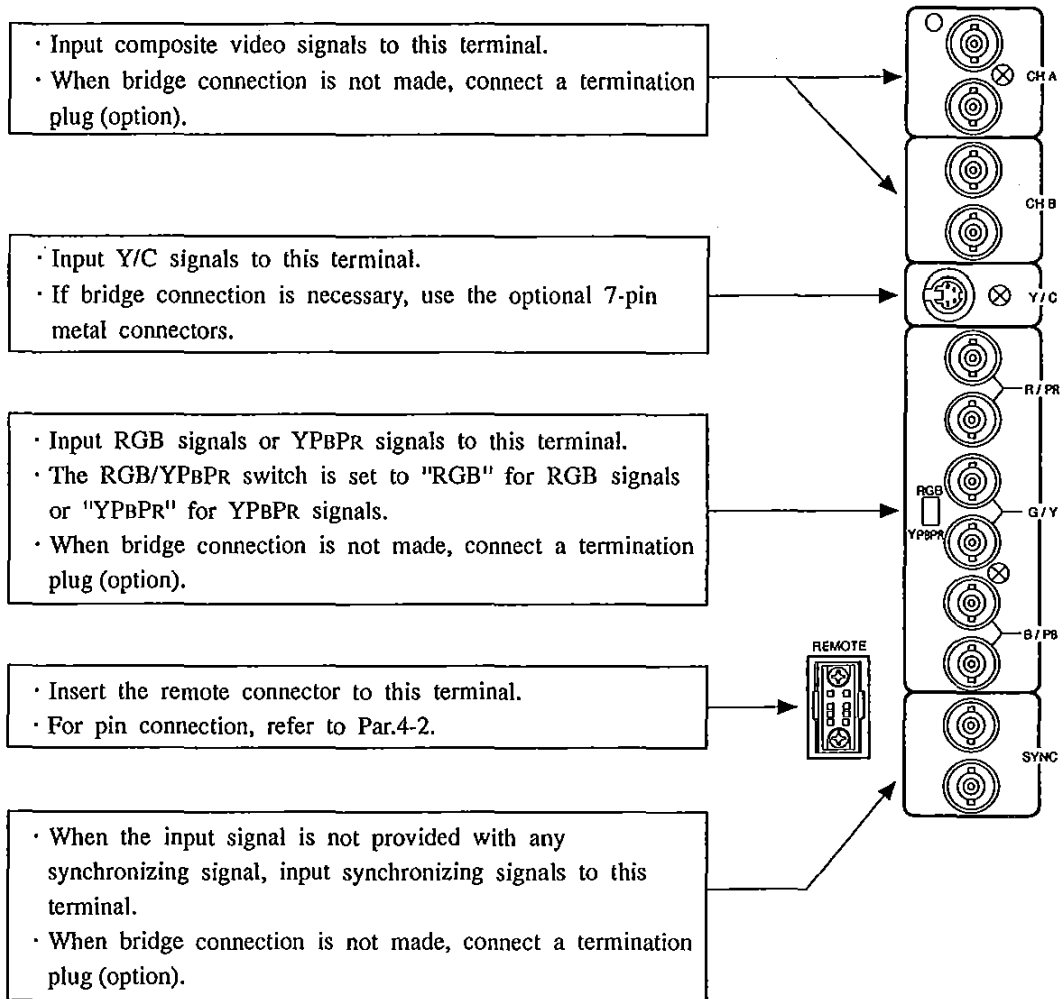 · Input composite video signals to this terminal.
· When bridge connection is not made, connect a termination
plug (option).
· Input Y/C signals to this terminal.
· If bridge connection is necessary, use the optional 7-pin
metal connectors.
· Input RGB signals or YPBPR signals to this terminal.
· The RGB/YPBPR switch is set to "RGB" for RGB signals
or "YPBPR" for YPBPR signals.
· When bridge connection is not made, connect a termination
plug (option).
· Insert the remote connector to this terminal.
· For pin connection, refer to Par.4-2.
· When the input signal is not provided with any
synchronizing signal, input synchronizing signals to this
terminal.
· When bridge connection is not made, connect a termination
plug (option).
REMOTE
CH A
CH B
Y / C
R / PR
RGB
G / Y
YPBPR
B / PB
SYNC